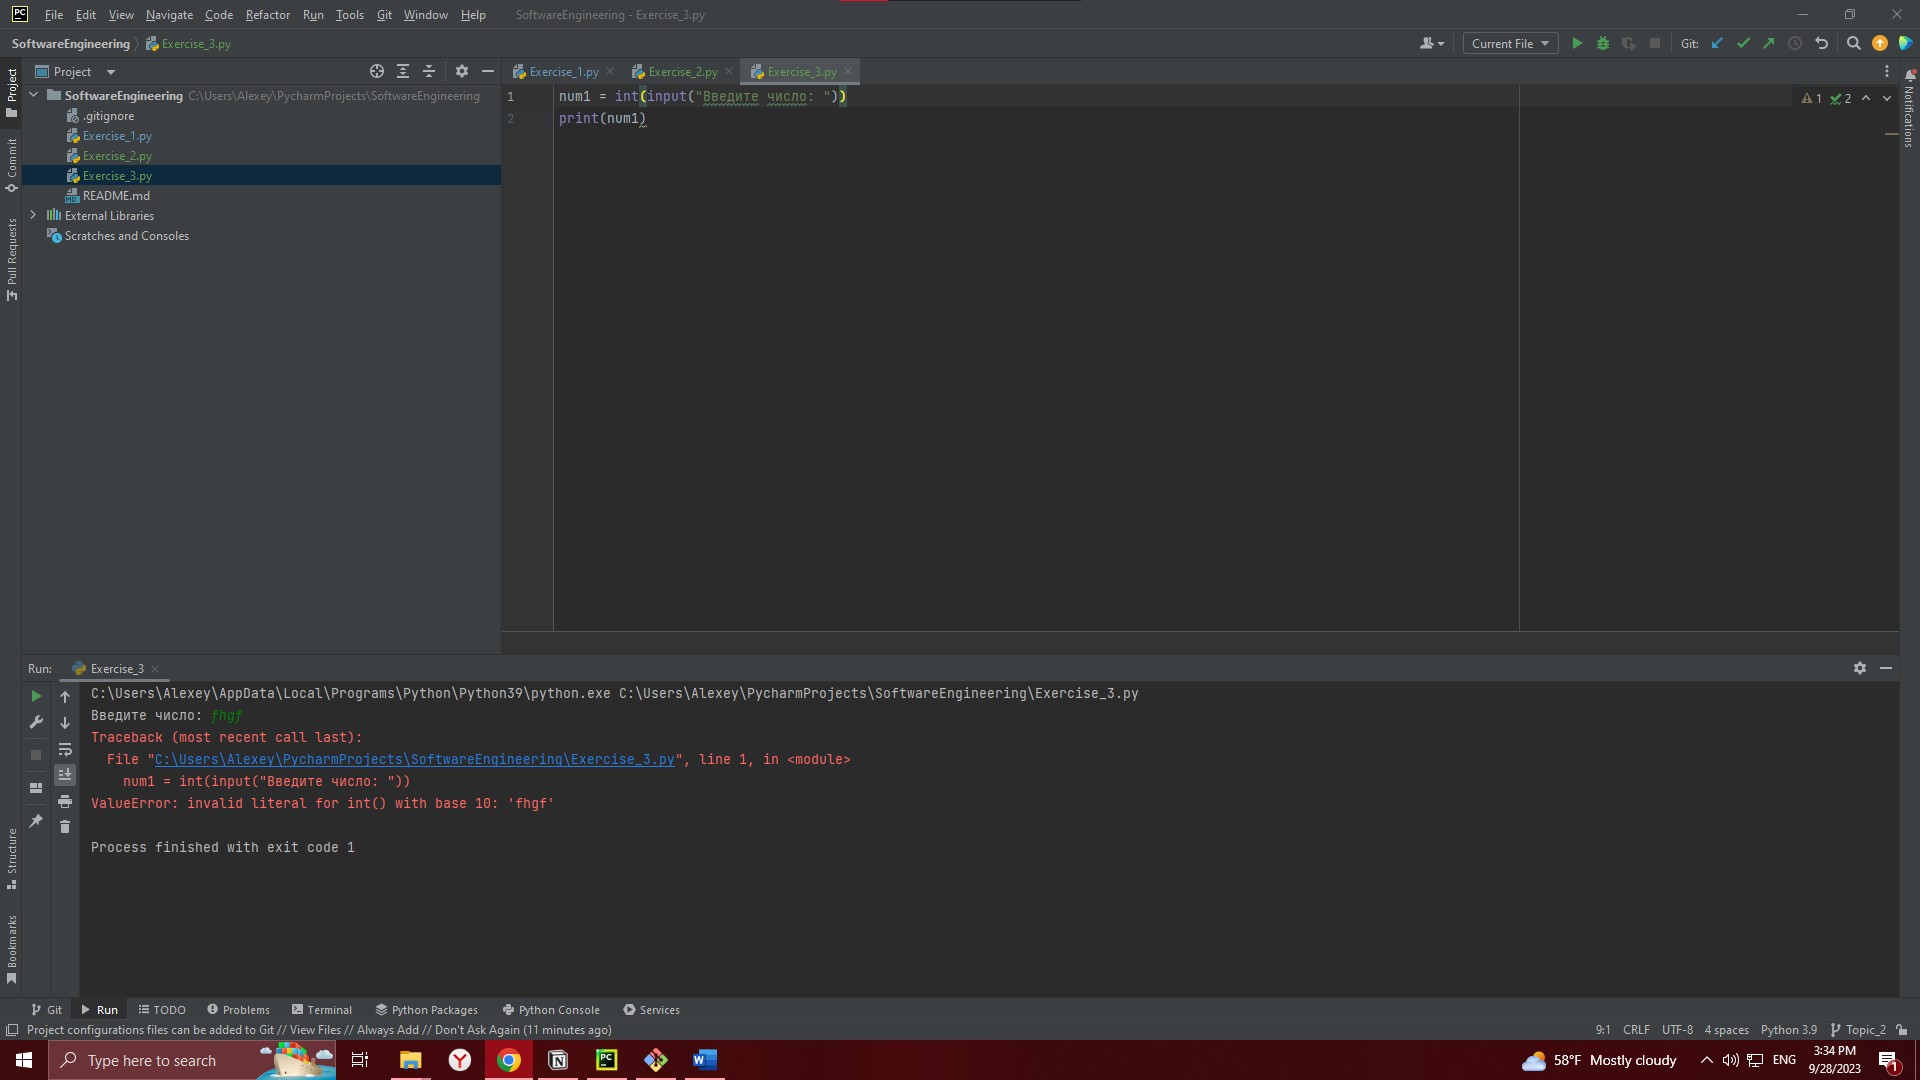 PC File Edit View Navigate Code Refactor Run Tools Git Window Help SoftwareEngineering - Exercise_3.py
SoftwareEngineering Exercise_3.py Current File Git:
Project Exercise_1.py Exercise_2.py Exercise_3.py
SoftwareEngineering C:\Users\Alexey\PycharmProjects\SoftwareEngineering
.gitignore
Exercise_1.py
Exercise_2.py
Exercise_3.py
README.md
External Libraries
Scratches and Consoles
1 num1 = int(input("Введите число: "))
2 print(num1)
1 2
Project
Commit
Pull Requests
Structure
Bookmarks
Notifications
Run: Exercise_3
C:\Users\Alexey\AppData\Local\Programs\Python\Python39\python.exe C:\Users\Alexey\PycharmProjects\SoftwareEngineering\Exercise_3.py
Введите число: fhgf
Traceback (most recent call last):
File "C:\Users\Alexey\PycharmProjects\SoftwareEngineering\Exercise_3.py", line 1, in <module>
num1 = int(input("Введите число: "))
ValueError: invalid literal for int() with base 10: 'fhgf'
Process finished with exit code 1
Git Run TODO Problems Terminal Python Packages Python Console Services
Project configurations files can be added to Git // View Files // Always Add // Don't Ask Again (11 minutes ago) 9:1 CRLF UTF-8 4 spaces Python 3.9 Topic_2
Type here to search 58°F Mostly cloudy ENG 3:34 PM
9/28/2023 1